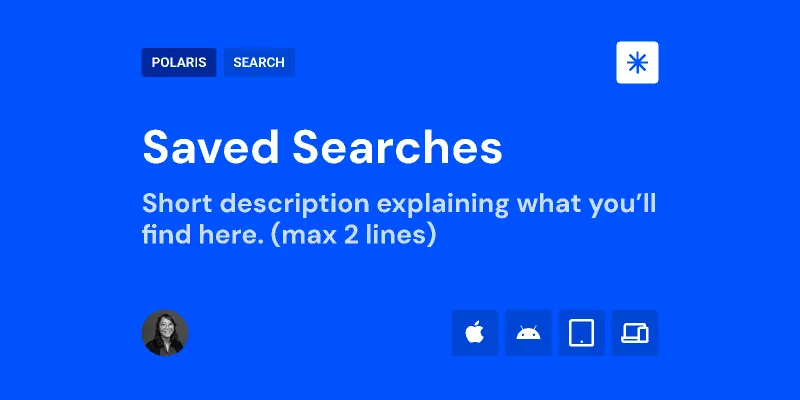 POLARIS SEARCH
Saved Searches
Short description explaining what you’ll
find here. (max 2 lines)